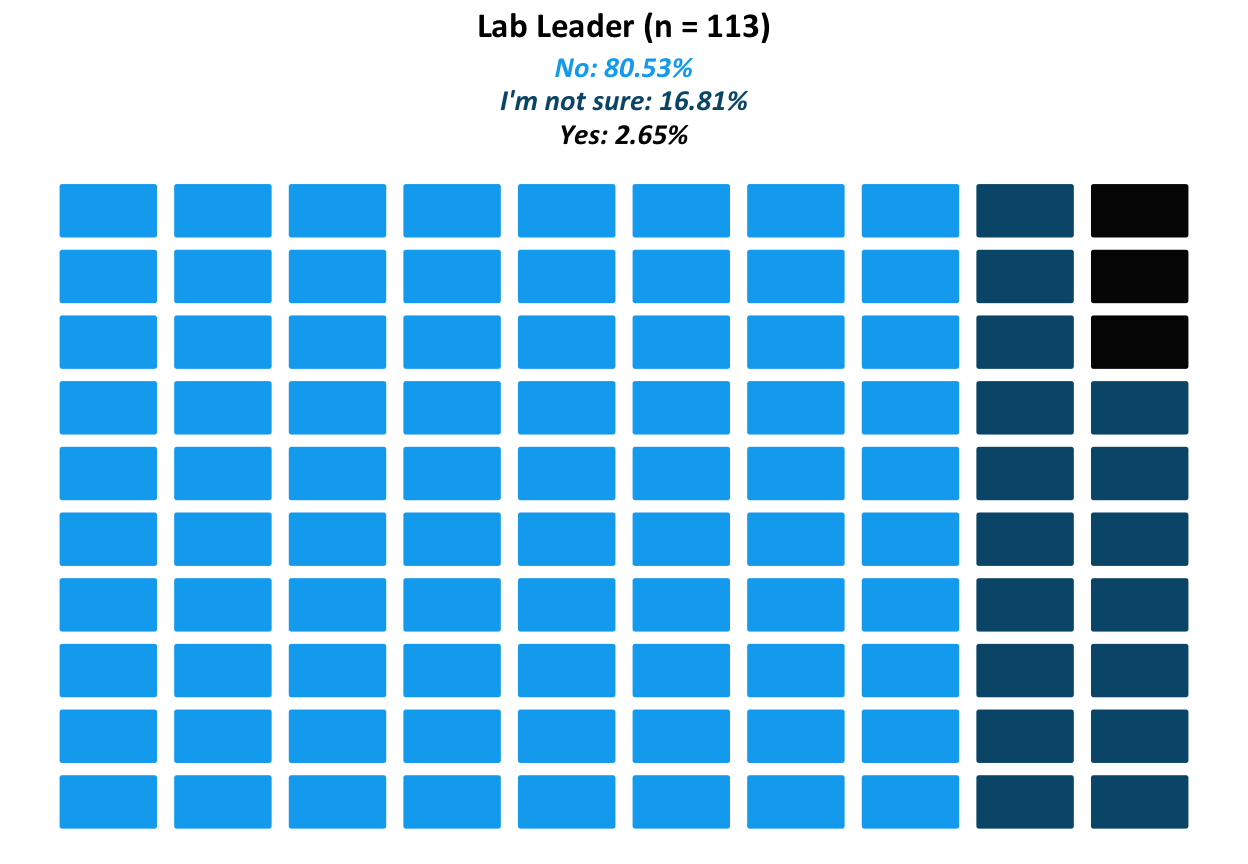 Lab Leader (n = 113)
No: 80.53%
I'm not sure: 16.81%
Yes: 2.65%